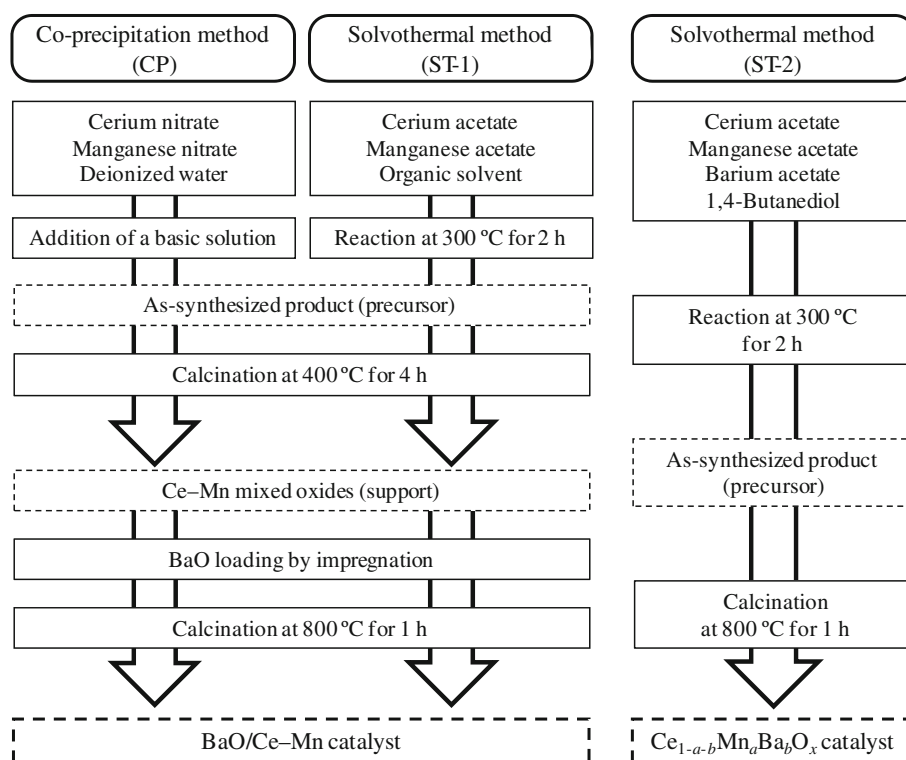 Co-precipitation method
(CP)
Solvothermal method
(ST-1)
Solvothermal method
(ST-2)
Cerium nitrate
Manganese nitrate
Deionized water
Cerium acetate
Manganese acetate
Organic solvent
Cerium acetate
Manganese acetate
Barium acetate
1,4-Butanediol
Addition of a basic solution
Reaction at 300 ºC for 2 h
As-synthesized product (precursor)
Reaction at 300 ºC
for 2 h
Calcination at 400 ºC for 4 h
As-synthesized product
(precursor)
Ce–Mn mixed oxides (support)
BaO loading by impregnation
Calcination at 800 ºC for 1 h
Calcination
at 800 ºC for 1 h
BaO/Ce–Mn catalyst
Ce1-a-bMnaBabOx catalyst